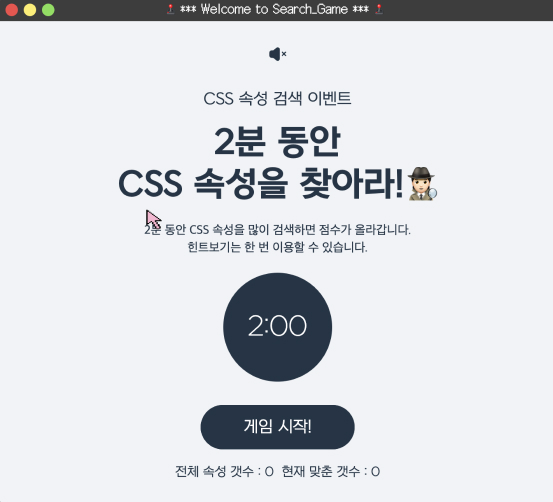 *** Welcome to Search_Game ***
CSS 속성 검색 이벤트
2분 동안
CSS 속성을 찾아라!
2분 동안 CSS 속성을 많이 검색하면 점수가 올라갑니다.
힌트보기는 한 번 이용할 수 있습니다.
2:00
게임 시작!
전체 속성 갯수 : 0 현재 맞춘 갯수 : 0